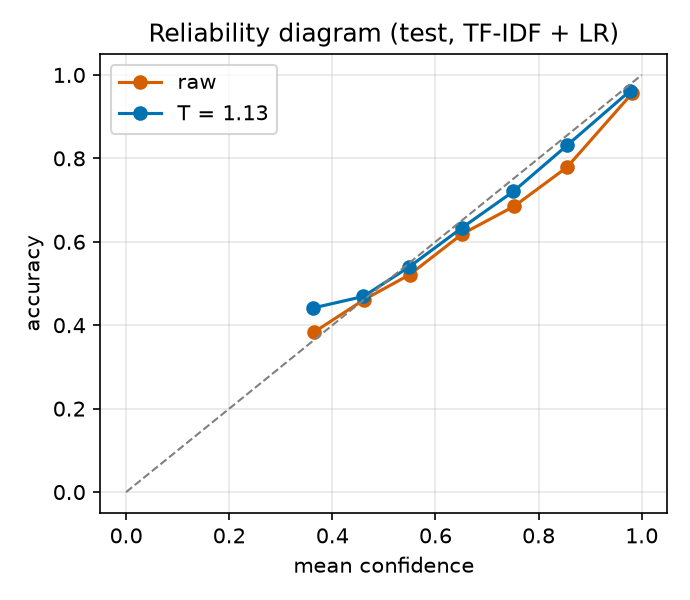 Reliability diagram (test, TF-IDF + LR)
raw
T = 1.13
1.0
0.8
0.6
0.4
0.2
0.0
accuracy
0.0 0.2 0.4 0.6 0.8 1.0
mean confidence